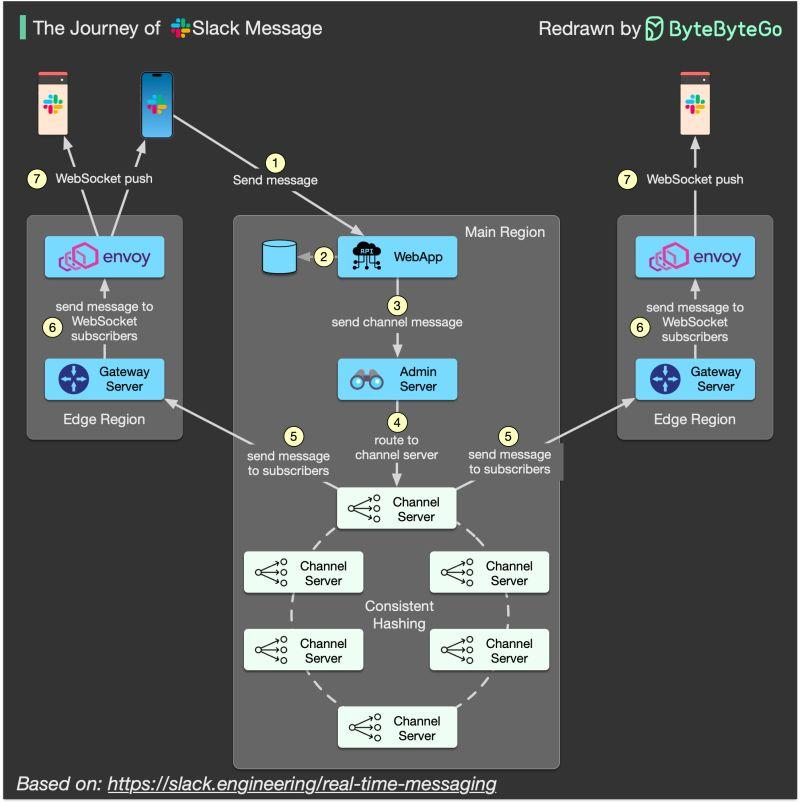 The Journey of Slack Message
Redrawn by ByteByteGo
1
Send message
7
WebSocket push
7
WebSocket push
Main Region
envoy
2
API
WebApp
envoy
3
send channel message
6
send message to
WebSocket
subscribers
6
send message to
WebSocket
subscribers
Gateway
Server
Edge Region
Admin
Server
Gateway
Server
Edge Region
4
route to
channel server
5
send message
to subscribers
5
send message
to subscribers
Channel
Server
Channel
Server
Channel
Server
Consistent
Hashing
Channel
Server
Channel
Server
Channel
Server
Based on: https://slack.engineering/real-time-messaging